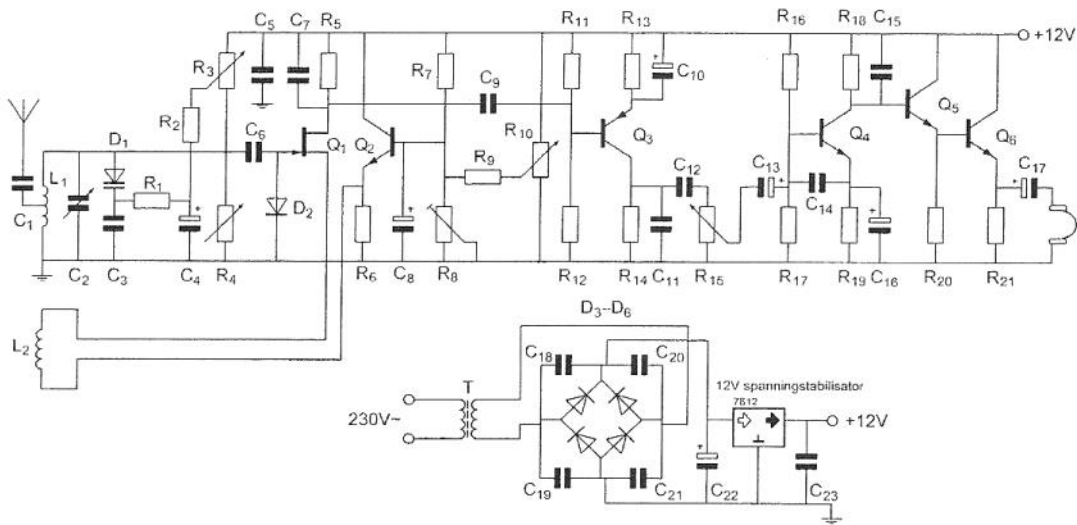 R11 R13 R16 R18 C15
C5 C7 R5
+12V
R3
R7
C9
C10
R2
R10
Q5
D1
C6
Q1 Q2
Q3
Q4
Q6
L1
R1
R9
C12
C13
C17
C1
D2
C14
C2 C3 C4 R4 R6 C8 R8 R12 R14 C11 R15 R17 R19 C16 R20 R21
D3--D6
L2
C18 C20
T
12V spanningstabilisator
7812
230V~
+12V
C19 C21 C22 C23